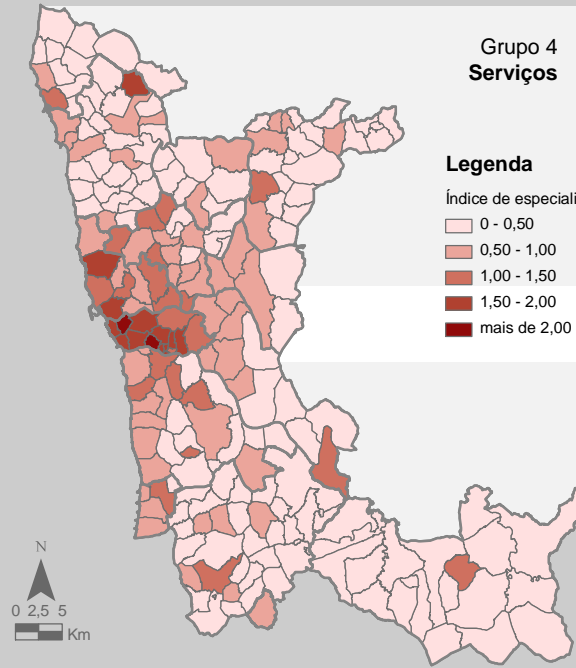 Grupo 4
Serviços
Legenda
Índice de especiali
0 - 0,50
0,50 - 1,00
1,00 - 1,50
1,50 - 2,00
mais de 2,00
N
0 2,5 5
Km